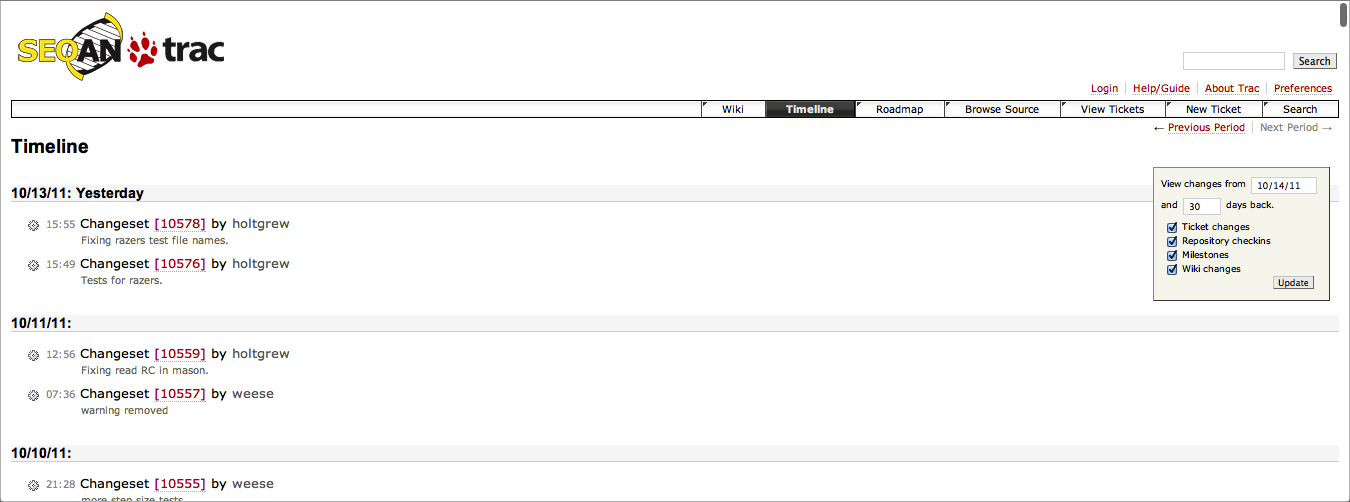 SEQAN trac
Search
Login Help/Guide About Trac Preferences
Wiki Timeline Roadmap Browse Source View Tickets New Ticket Search
← Previous Period Next Period →
Timeline
10/13/11: Yesterday
15:55 Changeset [10578] by holtgrew
Fixing razers test file names.
15:49 Changeset [10576] by holtgrew
Tests for razers.
View changes from 10/14/11
and 30 days back.
Ticket changes
Repository checkins
Milestones
Wiki changes
Update
10/11/11:
12:56 Changeset [10559] by holtgrew
Fixing read RC in mason.
07:36 Changeset [10557] by weese
warning removed
10/10/11:
21:28 Changeset [10555] by weese
more step size tests